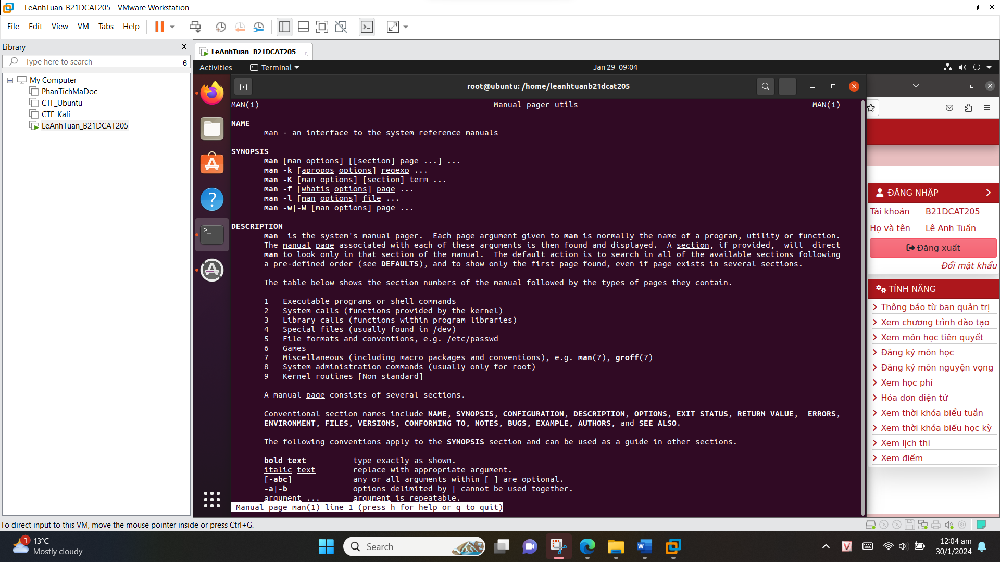 LeAnhTuan_B21DCAT205 - VMware Workstation
File Edit View VM Tabs Help
Library
Type here to search 6
My Computer
PhanTichMaDoc
CTF_Ubuntu
CTF_Kali
LeAnhTuan_B21DCAT205
LeAnhTuan_B21DCAT205
Activities Terminal Jan 29 09:04
root@ubuntu: /home/leanhtuanb21dcat205
MAN(1) Manual pager utils MAN(1)
NAME
man - an interface to the system reference manuals
SYNOPSIS
man [man options] [[section] page ...] ...
man -k [apropos options] regexp ...
man -K [man options] [section] term ...
man -f [whatis options] page ...
man -l [man options] file ...
man -w|-W [man options] page ...
DESCRIPTION
man is the system's manual pager. Each page argument given to man is normally the name of a program, utility or function.
The manual page associated with each of these arguments is then found and displayed. A section, if provided, will direct
man to look only in that section of the manual. The default action is to search in all of the available sections following
a pre-defined order (see DEFAULTS), and to show only the first page found, even if page exists in several sections.
The table below shows the section numbers of the manual followed by the types of pages they contain.
1 Executable programs or shell commands
2 System calls (functions provided by the kernel)
3 Library calls (functions within program libraries)
4 Special files (usually found in /dev)
5 File formats and conventions, e.g. /etc/passwd
6 Games
7 Miscellaneous (including macro packages and conventions), e.g. man(7), groff(7)
8 System administration commands (usually only for root)
9 Kernel routines [Non standard]
A manual page consists of several sections.
Conventional section names include NAME, SYNOPSIS, CONFIGURATION, DESCRIPTION, OPTIONS, EXIT STATUS, RETURN VALUE, ERRORS,
ENVIRONMENT, FILES, VERSIONS, CONFORMING TO, NOTES, BUGS, EXAMPLE, AUTHORS, and SEE ALSO.
The following conventions apply to the SYNOPSIS section and can be used as a guide in other sections.
bold text type exactly as shown.
italic text replace with appropriate argument.
[-abc] any or all arguments within [ ] are optional.
-a|-b options delimited by | cannot be used together.
argument ... argument is repeatable.
Manual page man(1) line 1 (press h for help or q to quit)
ĐĂNG NHẬP
Tài khoản B21DCAT205
Họ và tên Lê Anh Tuấn
Đăng xuất
Đổi mật khẩu
TÍNH NĂNG
Thông báo từ ban quản trị
Xem chương trình đào tạo
Xem môn học tiên quyết
Đăng ký môn học
Đăng ký môn nguyện vọng
Xem học phí
Hóa đơn điện tử
Xem thời khóa biểu tuần
Xem thời khóa biểu học kỳ
Xem lịch thi
Xem điểm
To direct input to this VM, move the mouse pointer inside or press Ctrl+G.
1 13°C
Mostly cloudy
Search
12:04 am
30/1/2024